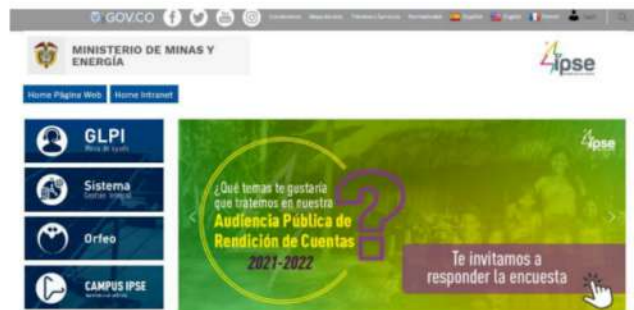 GOV.CO
MINISTERIO DE MINAS Y
ENERGÍA
ipse
Home Página Web Home Intranet
GLPI
Mesa de ayuda
Sistema
Gestión Integral
Orfeo
CAMPUS IPSE
ipse
¿Qué temas te gustaría
que tratemos en nuestra
Audiencia Pública de
Rendición de Cuentas
2021-2022
?
Te invitamos a
responder la encuesta